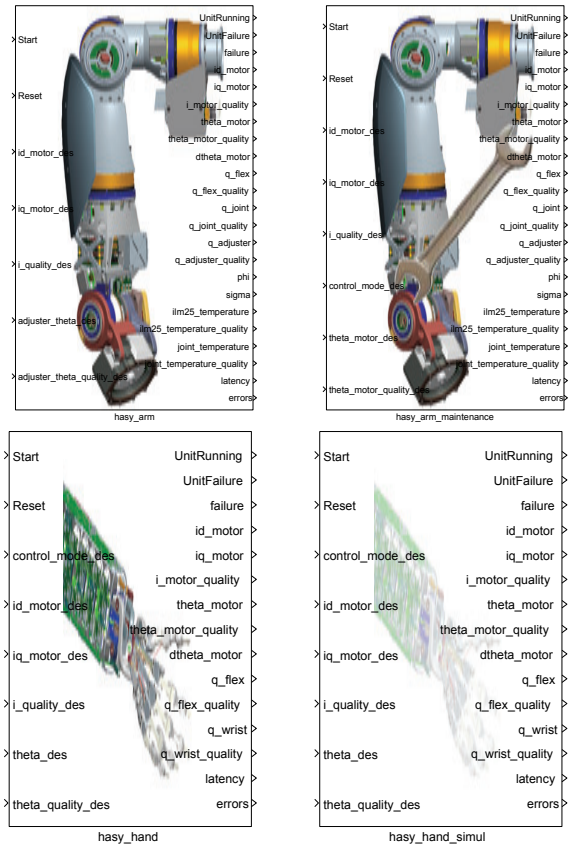 Start
Reset
id_motor_des
iq_motor_des
i_quality_des
adjuster_theta_des
adjuster_theta_quality_des
UnitRunning
UnitFailure
failure
id_motor
iq_motor
i_motor_quality
theta_motor
theta_motor_quality
dtheta_motor
q_flex
q_flex_quality
q_joint
q_joint_quality
q_adjuster
q_adjuster_quality
phi
sigma
ilm25_temperature
ilm25_temperature_quality
joint_temperature
joint_temperature_quality
latency
errors
hasy_arm
Start
Reset
id_motor_des
iq_motor_des
i_quality_des
control_mode_des
theta_motor_des
theta_motor_quality_des
UnitRunning
UnitFailure
failure
id_motor
iq_motor
i_motor_quality
theta_motor
theta_motor_quality
dtheta_motor
q_flex
q_flex_quality
q_joint
q_joint_quality
q_adjuster
q_adjuster_quality
phi
sigma
ilm25_temperature
ilm25_temperature_quality
joint_temperature
joint_temperature_quality
latency
errors
hasy_arm_maintenance
Start
Reset
control_mode_des
id_motor_des
iq_motor_des
i_quality_des
theta_des
theta_quality_des
UnitRunning
UnitFailure
failure
id_motor
iq_motor
i_motor_quality
theta_motor
theta_motor_quality
dtheta_motor
q_flex
q_flex_quality
q_wrist
q_wrist_quality
latency
errors
hasy_hand
Start
Reset
control_mode_des
id_motor_des
iq_motor_des
i_quality_des
theta_des
theta_quality_des
UnitRunning
UnitFailure
failure
id_motor
iq_motor
i_motor_quality
theta_motor
theta_motor_quality
dtheta_motor
q_flex
q_flex_quality
q_wrist
q_wrist_quality
latency
errors
hasy_hand_simul